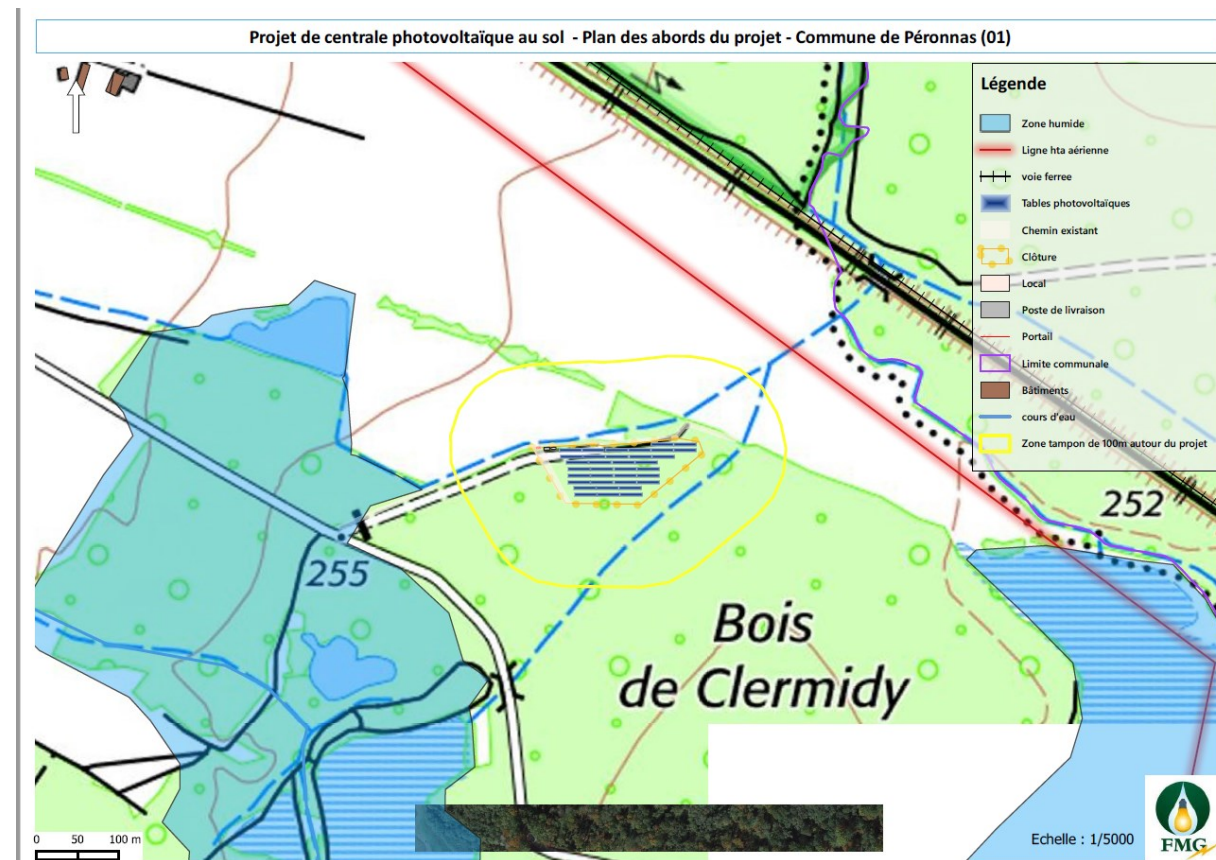 Projet de centrale photovoltaïque au sol - Plan des abords du projet - Commune de Péronnas (01)
Légende
Zone humide
Ligne hta aérienne
voie ferree
Tables photovoltaïques
Chemin existant
Clôture
Local
Poste de livraison
Portail
Limite communale
Bâtiments
cours d'eau
Zone tampon de 100m autour du projet
252
255
Bois
de Clermidy
0 50 100 m
Echelle : 1/5000
FMG